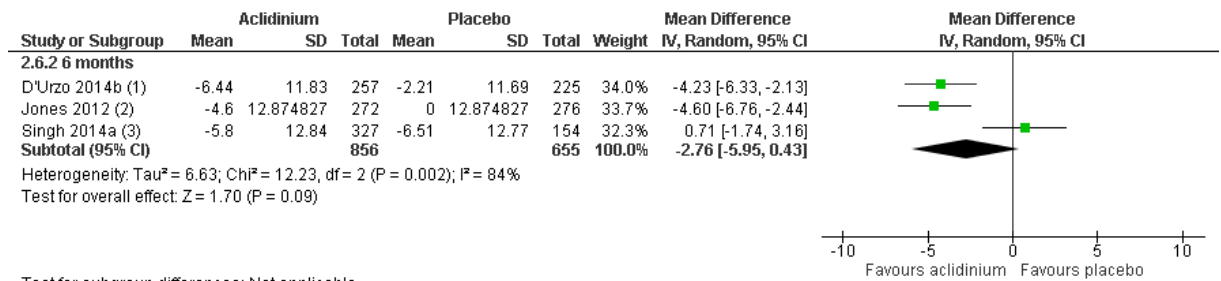 Aclidinium Placebo Mean Difference Mean Difference
Study or Subgroup Mean SD Total Mean SD Total Weight IV, Random, 95% CI IV, Random, 95% CI
2.6.2 6 months
D'Urzo 2014b (1) -6.44 11.83 257 -2.21 11.69 225 34.0% -4.23 [-6.33, -2.13]
Jones 2012 (2) -4.6 12.874827 272 0 12.874827 276 33.7% -4.60 [-6.76, -2.44]
Singh 2014a (3) -5.8 12.84 327 -6.51 12.77 154 32.3% 0.71 [-1.74, 3.16]
Subtotal (95% CI) 856 655 100.0% -2.76 [-5.95, 0.43]
Heterogeneity: Tau² = 6.63; Chi² = 12.23, df = 2 (P = 0.002); I² = 84%
Test for overall effect: Z = 1.70 (P = 0.09)
-10 -5 0 5 10
Favours aclidinium Favours placebo
Test for subgroup differences: Not applicable